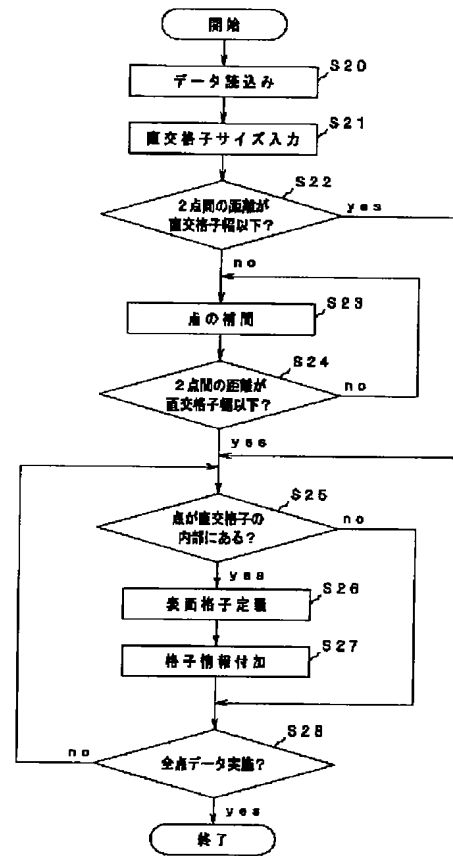 開始
S20
データ読込み
S21
直交格子サイズ入力
S22
2点間の距離が
直交格子幅以下?
yes
no
S23
点の補間
S24
2点間の距離が
直交格子幅以下?
no
yes
S25
点が直交格子の
内部にある?
no
yes
S26
表面格子定義
S27
格子情報付加
S28
全点データ実施?
no
yes
終了